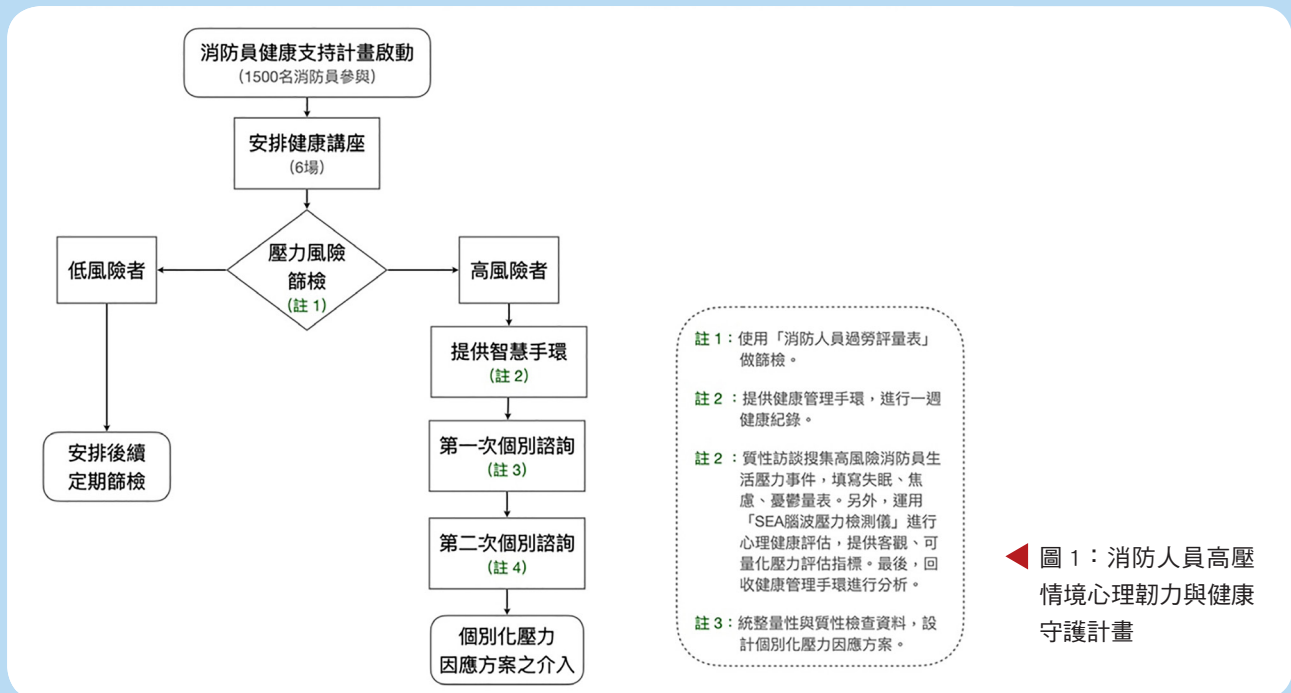 消防員健康支持計畫啟動
(1500名消防員參與)
安排健康講座
(6場)
壓力風險
篩檢
(註 1)
低風險者
高風險者
安排後續
定期篩檢
提供智慧手環
(註 2)
第一次個別諮詢
(註 3)
第二次個別諮詢
(註 4)
個別化壓力
因應方案之介入
註 1：使用「消防人員過勞評量表」
做篩檢。
註 2 ：提供健康管理手環，進行一週
健康紀錄。
註 2 ：質性訪談搜集高風險消防員生
活壓力事件，填寫失眠、焦
慮、憂鬱量表。另外，運用
「SEA腦波壓力檢測儀」進行
心理健康評估，提供客觀、可
量化壓力評估指標。最後，回
收健康管理手環進行分析。
註 3：統整量性與質性檢查資料，設
計個別化壓力因應方案。
圖 1：消防人員高壓
情境心理韌力與健康
守護計畫